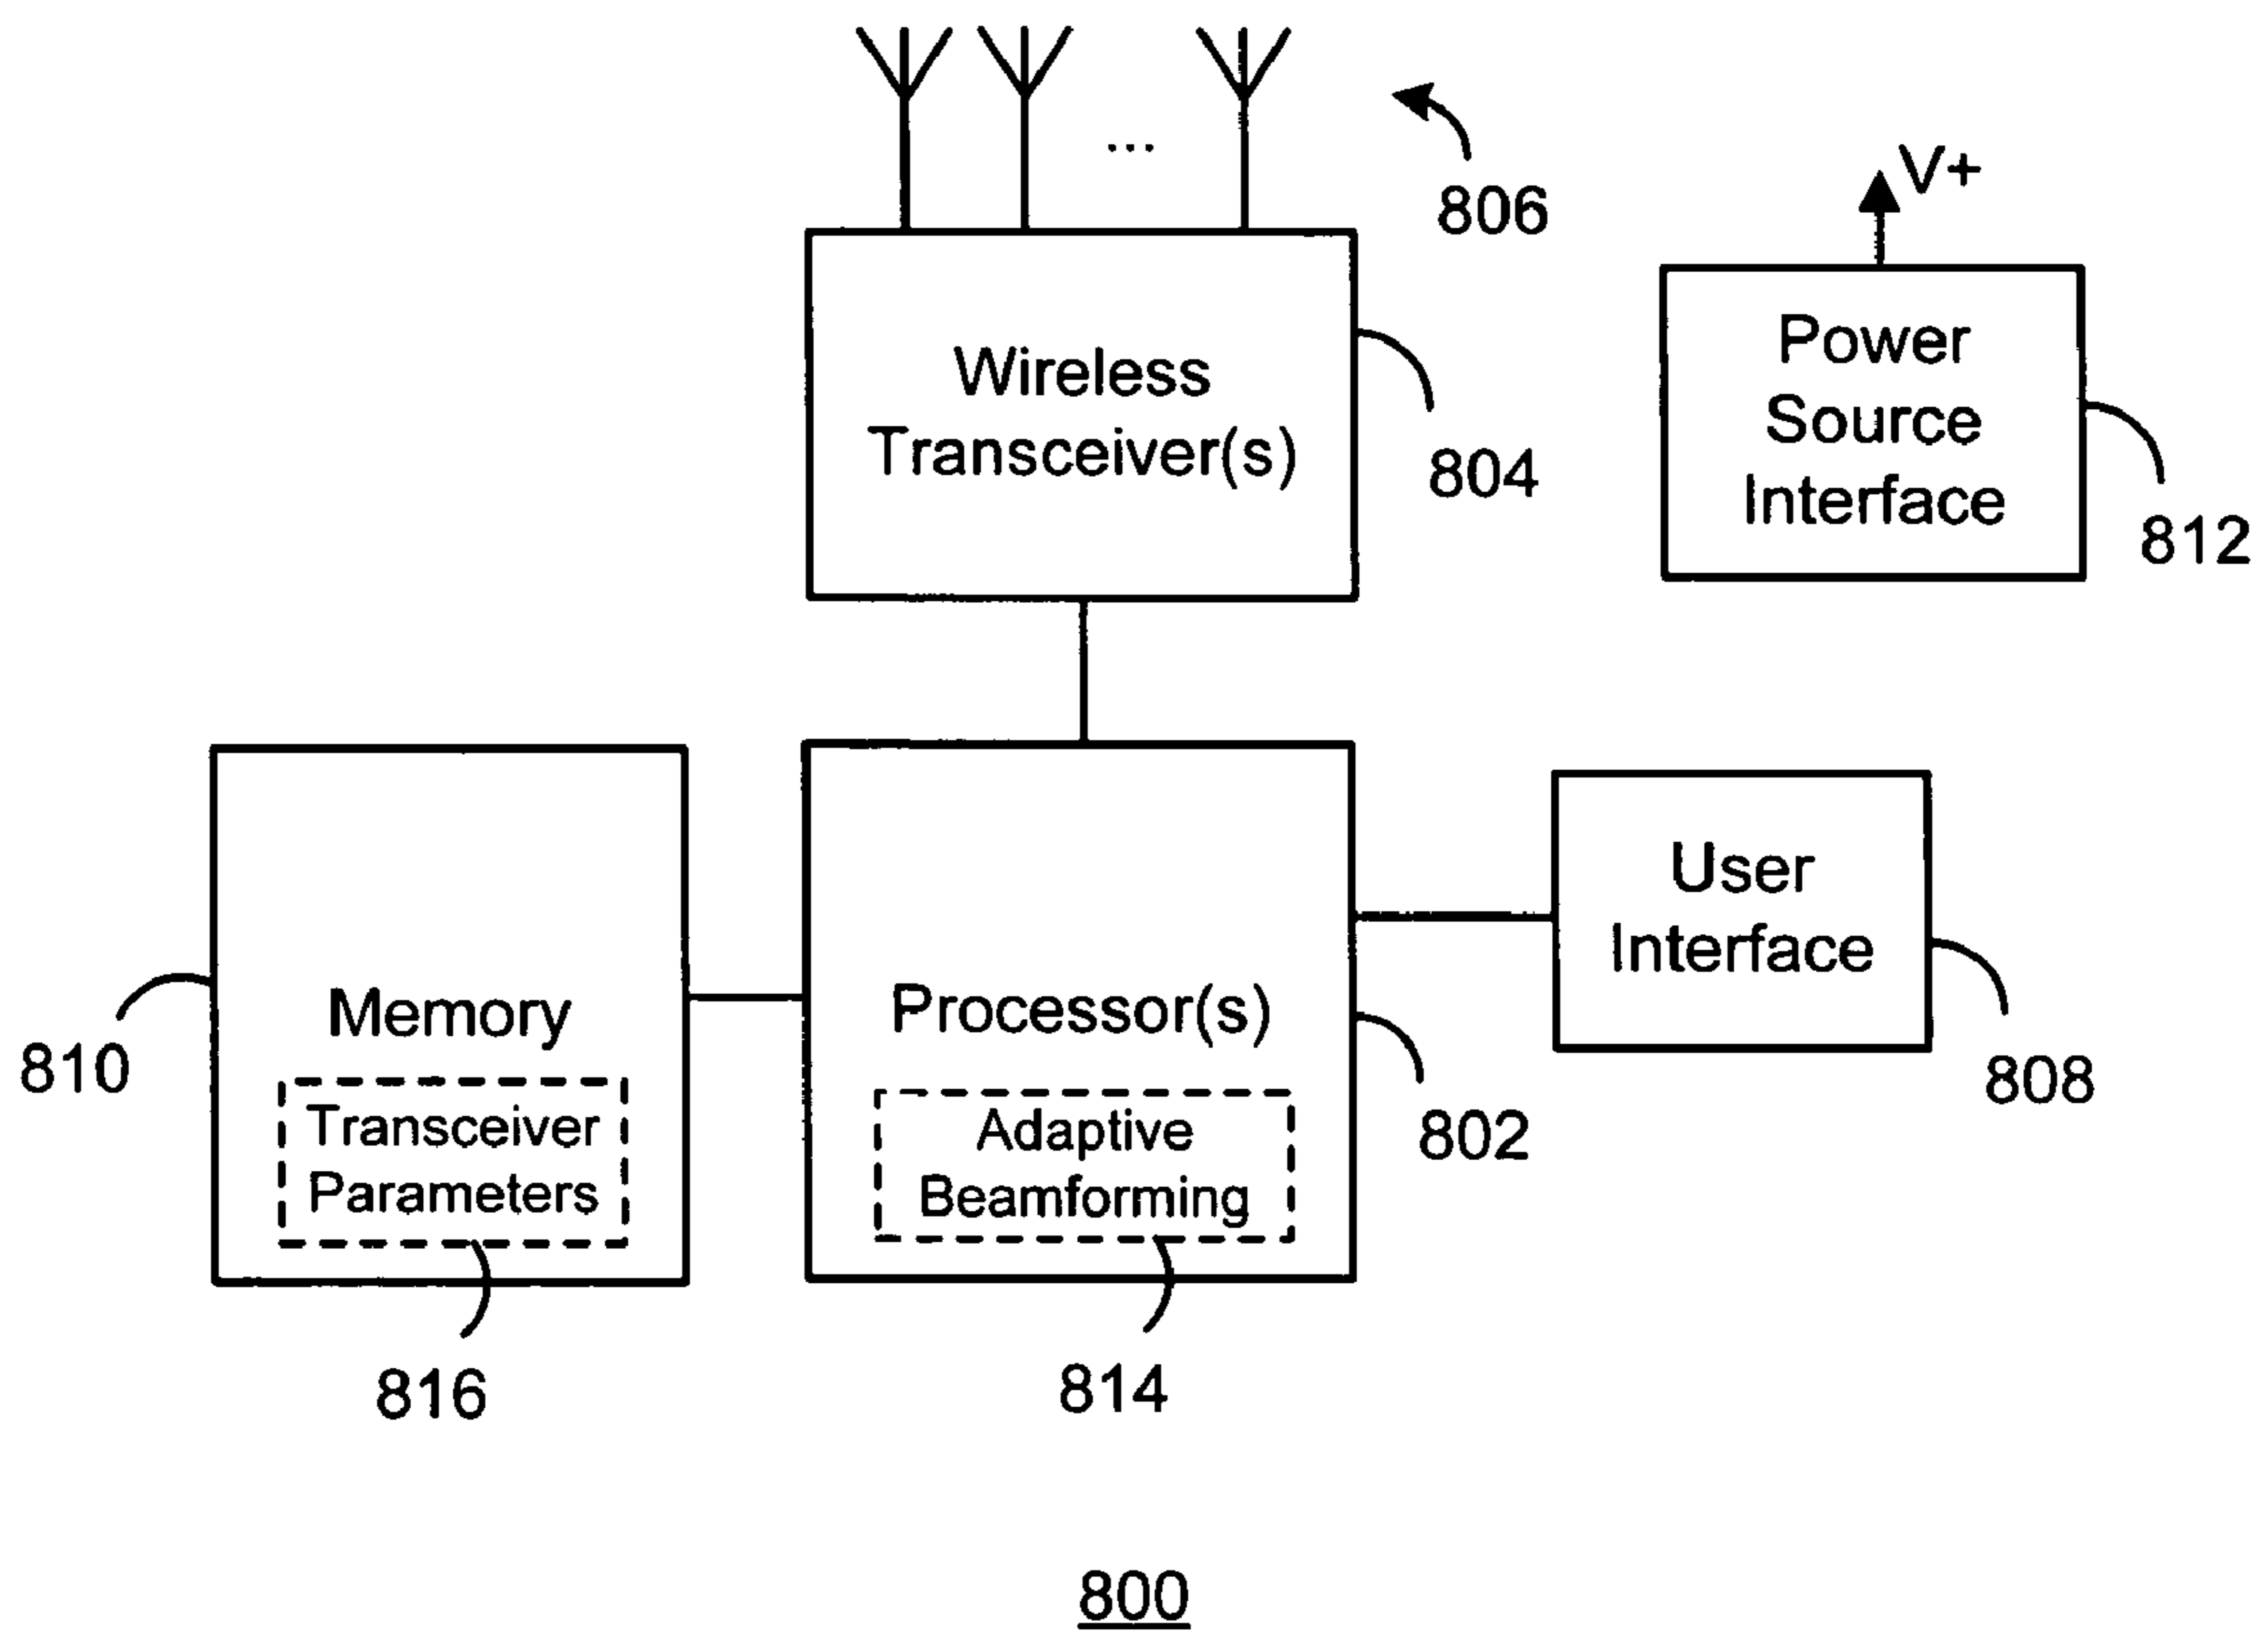 ...
806
V+
Wireless
Transceiver(s)
804
Power
Source
Interface
812
Memory
810
Transceiver
Parameters
816
Processor(s)
802
Adaptive
Beamforming
814
User
Interface
808
800